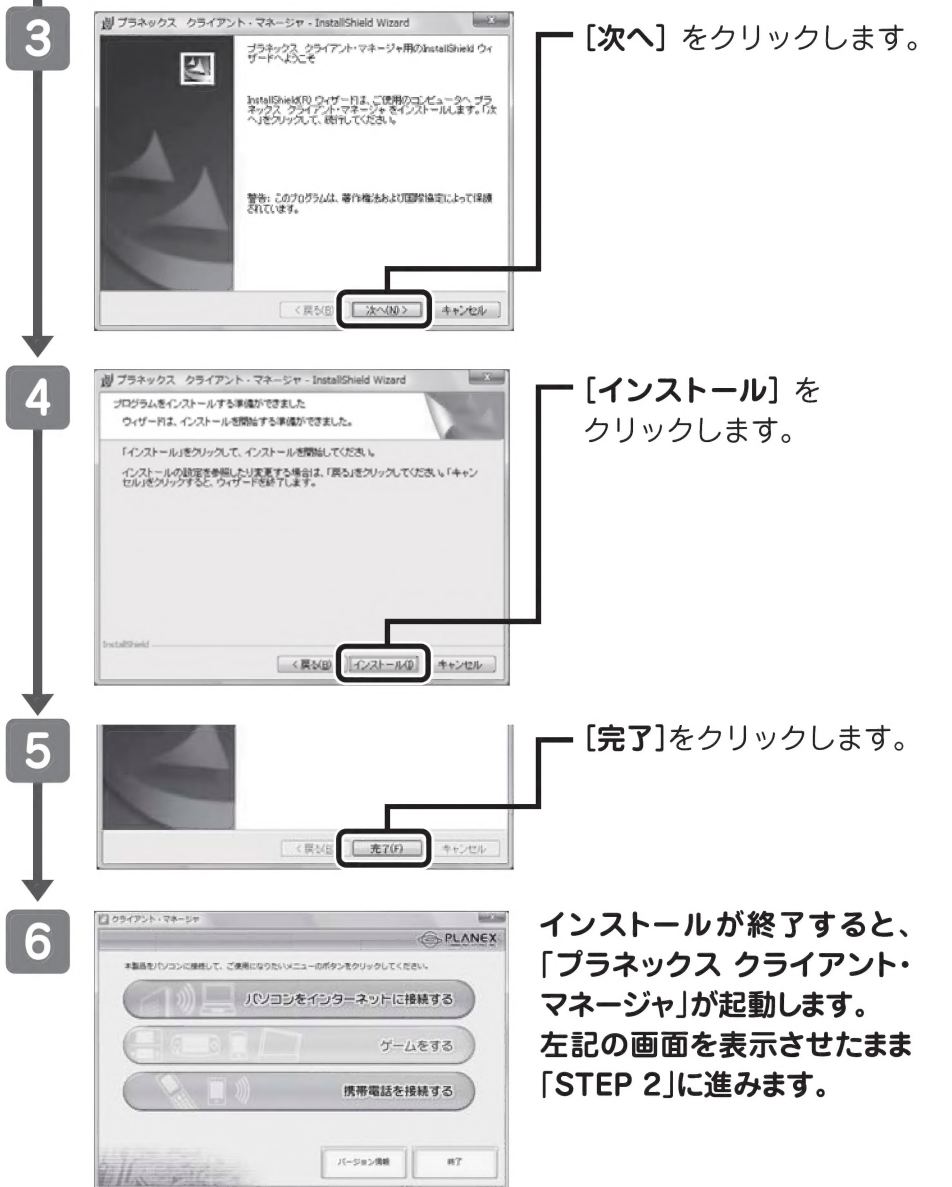 3
プラネックス クライアント・マネージャ - InstallShield Wizard
プラネックス クライアント・マネージャ用のInstallShield ウィ
ザードへようこそ
InstallShield(R) ウィザードは、ご使用のコンピュータへ プラ
ネックス クライアント・マネージャ をインストールします。「次
へ」をクリックして、続行してください。
警告: このプログラムは、著作権法および国際協定によって保護
されています。
< 戻る(B)
次へ(N) >
キャンセル
[次へ] をクリックします。
4
プラネックス クライアント・マネージャ - InstallShield Wizard
プログラムをインストールする準備ができました
ウィザードは、インストールを開始する準備ができました。
「インストール」をクリックして、インストールを開始してください。
インストールの設定を参照したり変更する場合は、「戻る」をクリックしてください。「キャン
セル」をクリックすると、ウィザードを終了します。
InstallShield
< 戻る(B)
インストール(I)
キャンセル
[インストール] を
クリックします。
5
< 戻る(B)
完了(F)
キャンセル
[完了]をクリックします。
6
クライアント・マネージャ
PLANEX
本製品をパソコンに接続して、ご使用になりたいメニューのボタンをクリックしてください。
パソコンをインターネットに接続する
ゲームをする
携帯電話を接続する
バージョン情報
終了
インストールが終了すると、
「プラネックス クライアント・
マネージャ」が起動します。
左記の画面を表示させたまま
「STEP 2」に進みます。